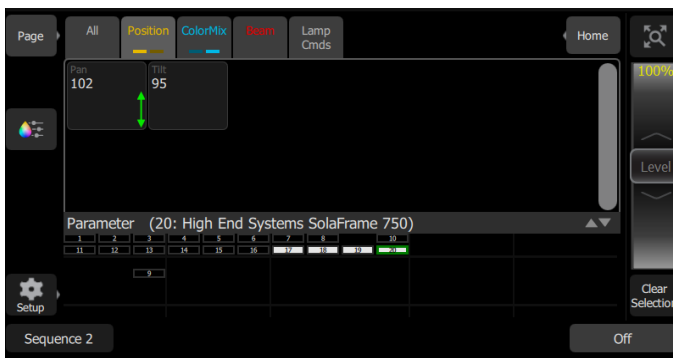 Page
All
Position
ColorMix
Beam
Lamp
Cmds
Home
Pan
102
Tilt
95
100%
Level
Parameter (20: High End Systems SolaFrame 750)
1 2 3 4 5 6 7 8 10
11 12 13 14 15 16 17 18 19 20
9
Setup
Clear
Selection
Sequence 2
Off